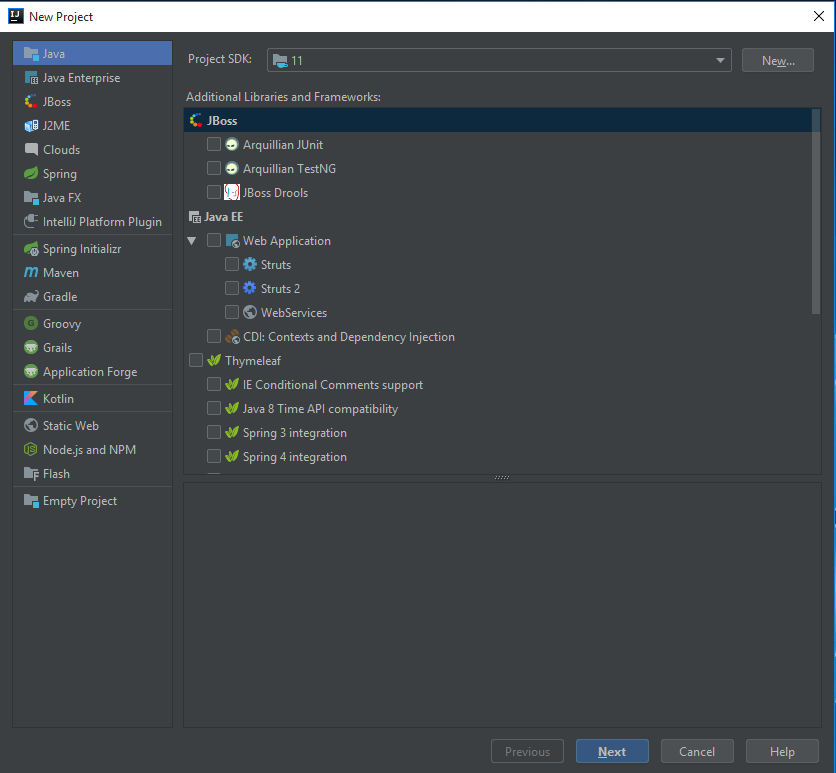 New Project
Java
Java Enterprise
JBoss
J2ME
Clouds
Spring
Java FX
IntelliJ Platform Plugin
Spring Initializr
Maven
Gradle
Groovy
Grails
Application Forge
Kotlin
Static Web
Node.js and NPM
Flash
Empty Project
Project SDK: 11 New...
Additional Libraries and Frameworks:
JBoss
Arquillian JUnit
Arquillian TestNG
JBoss Drools
Java EE
Web Application
Struts
Struts 2
WebServices
CDI: Contexts and Dependency Injection
Thymeleaf
IE Conditional Comments support
Java 8 Time API compatibility
Spring 3 integration
Spring 4 integration
Previous Next Cancel Help